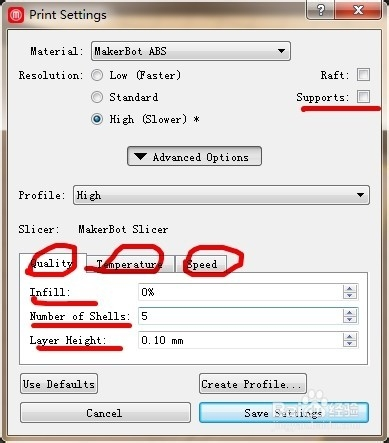 Print Settings
Material: MakerBot ABS
Resolution: Low (Faster) Raft:
Standard Supports:
High (Slower) *
Advanced Options
Profile: High
Slicer: MakerBot Slicer
Quality Temperature Speed
Infill: 0%
Number of Shells: 5
Layer Height: 0.10 mm
Use Defaults Create Profile...
Cancel Save Settings